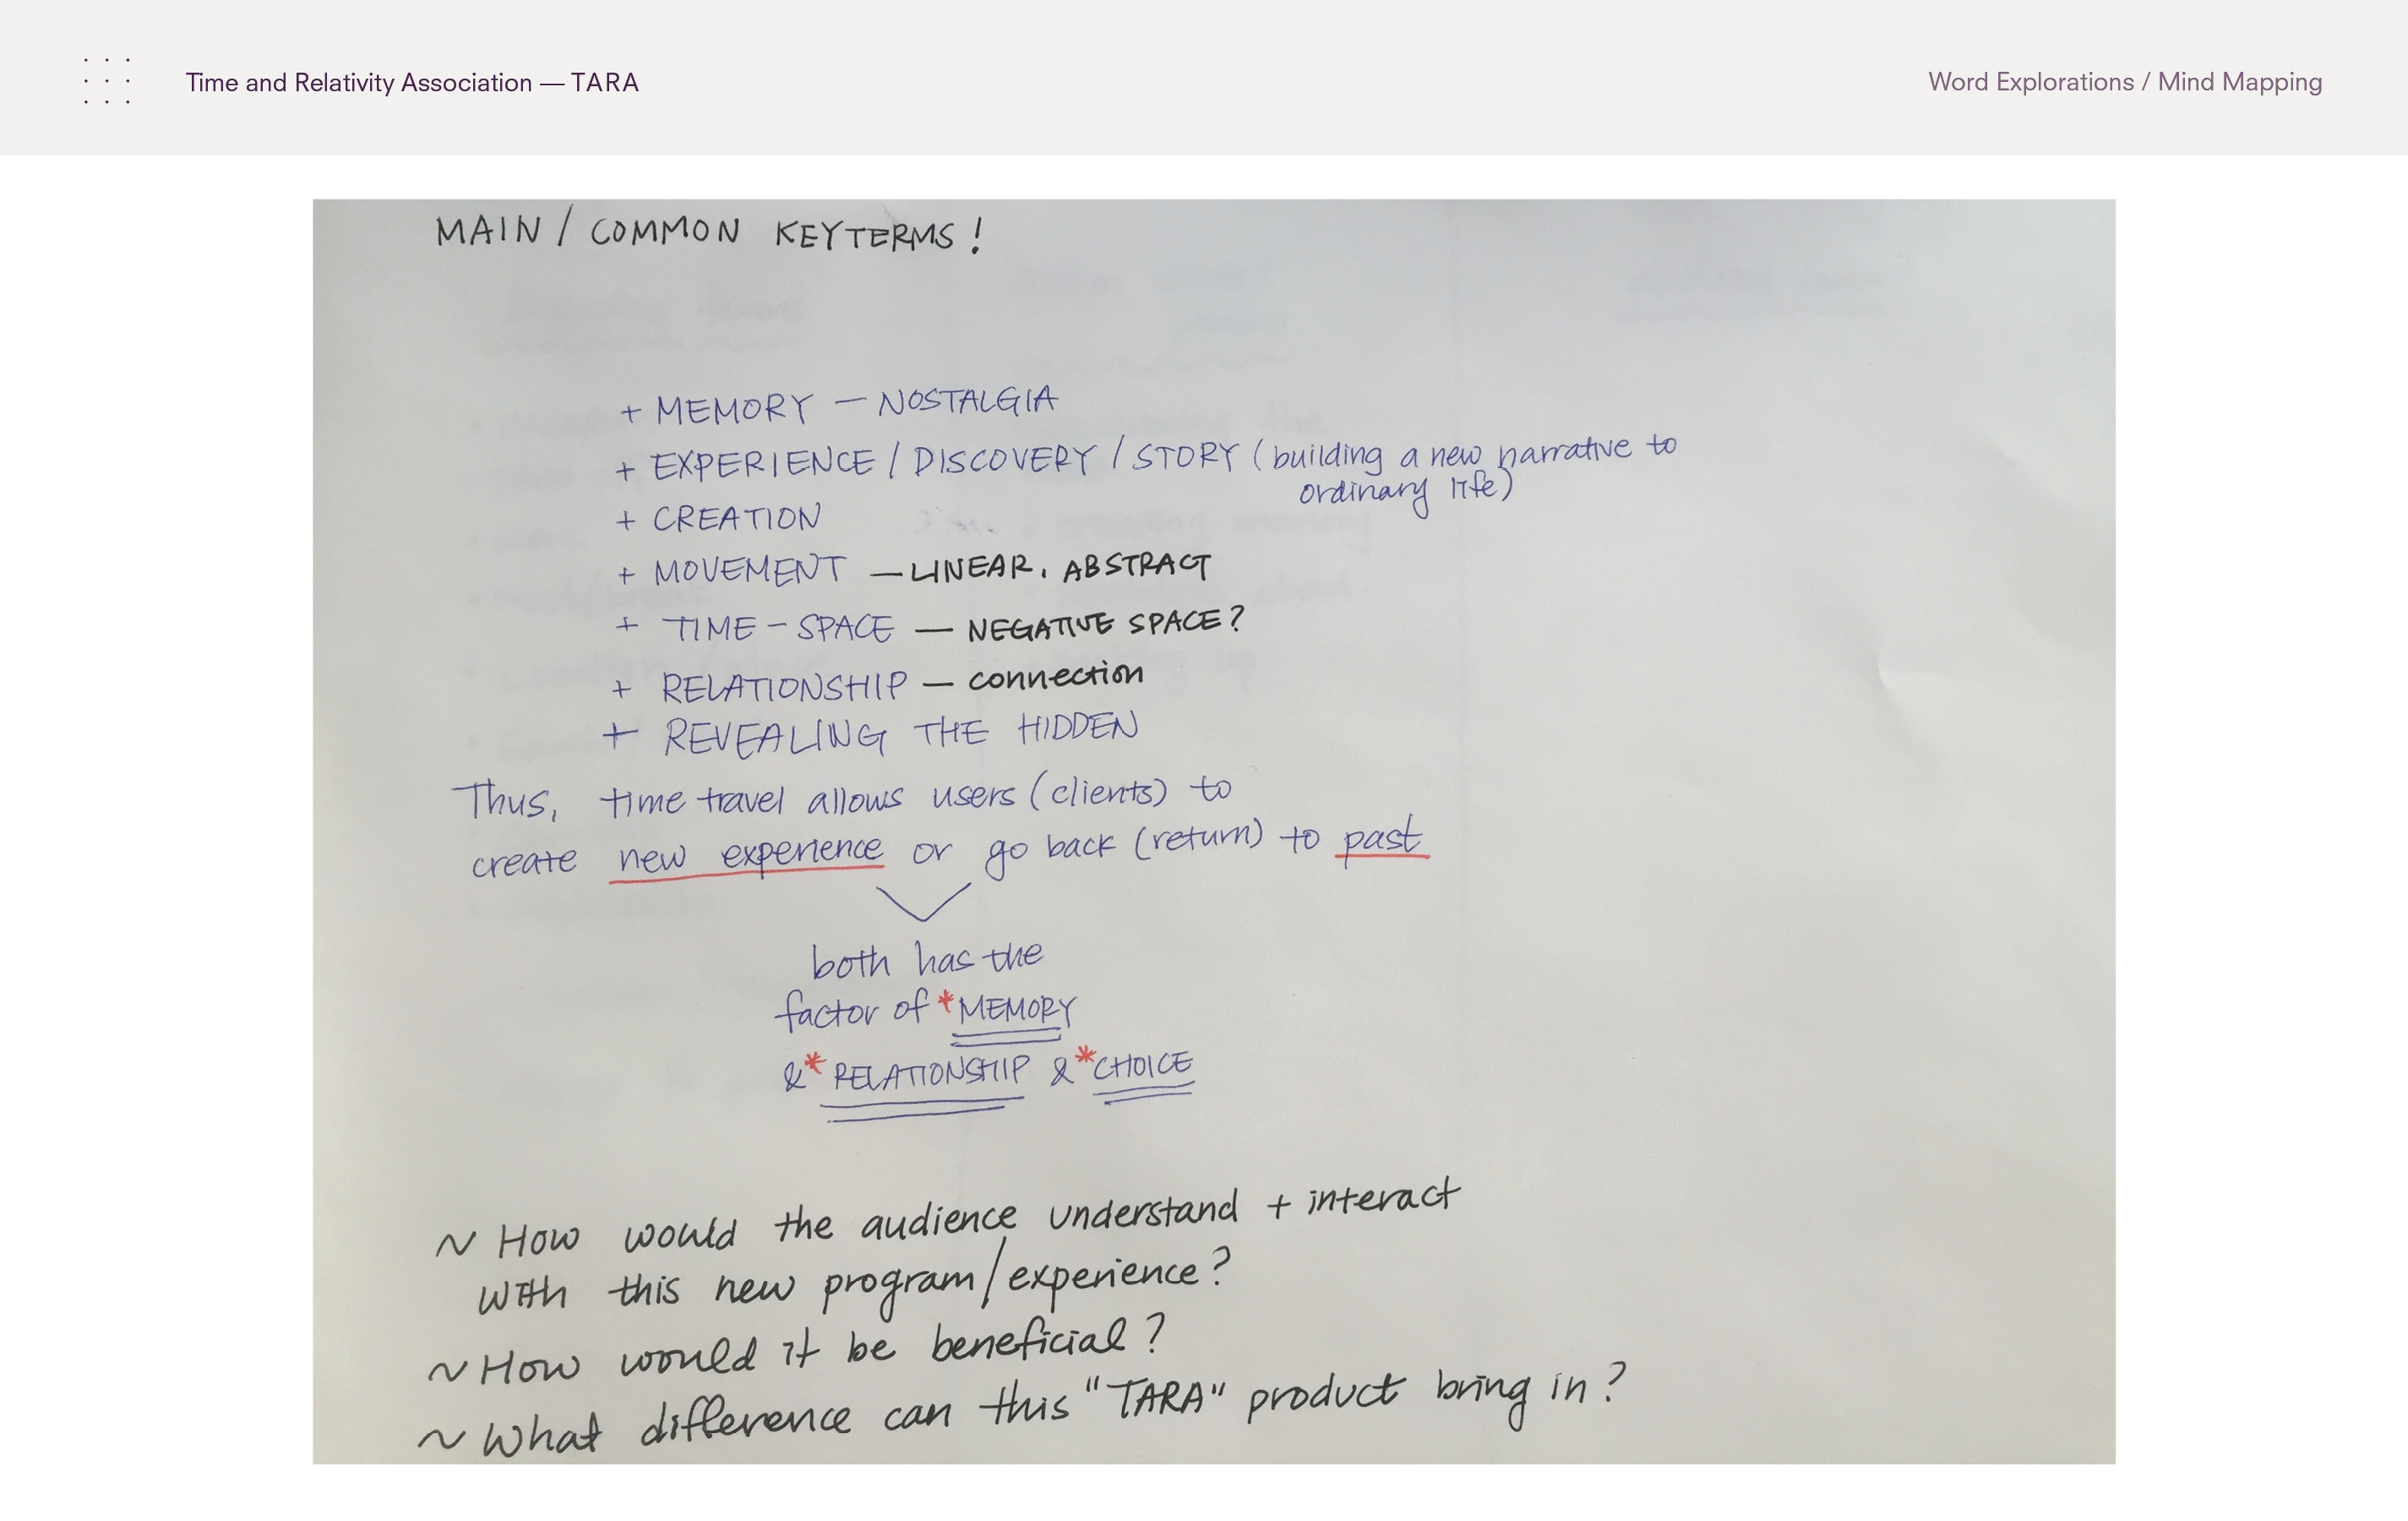 Time and Relativity Association — TARA
Word Explorations / Mind Mapping
MAIN / COMMON KEYTERMS!
+ MEMORY — NOSTALGIA
+ EXPERIENCE / DISCOVERY / STORY (building a new narrative to
ordinary life)
+ CREATION
+ MOVEMENT — LINEAR, ABSTRACT
+ TIME - SPACE — NEGATIVE SPACE?
+ RELATIONSHIP — connection
+ REVEALING THE HIDDEN
Thus, time travel allows users (clients) to
create new experience or go back (return) to past
both has the
factor of *MEMORY
& *RELATIONSHIP & *CHOICE
~ How would the audience understand + interact
with this new program/experience?
~ How would it be beneficial?
~ What difference can this "TARA" product bring in?